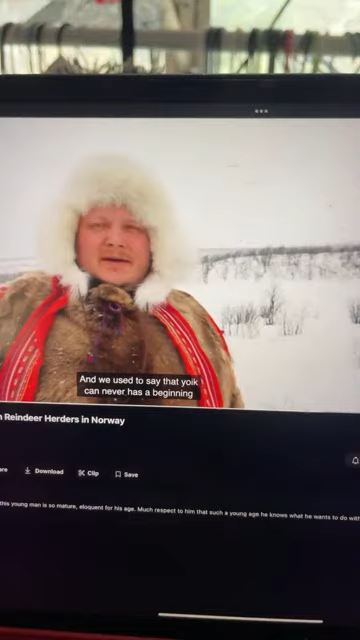 And we used to say that yoik
can never has a beginning
Reindeer Herders in Norway
Download
Clip
Save
this young man is so mature, eloquent for his age. Much respect to him that such a young age he knows what he wants to do with